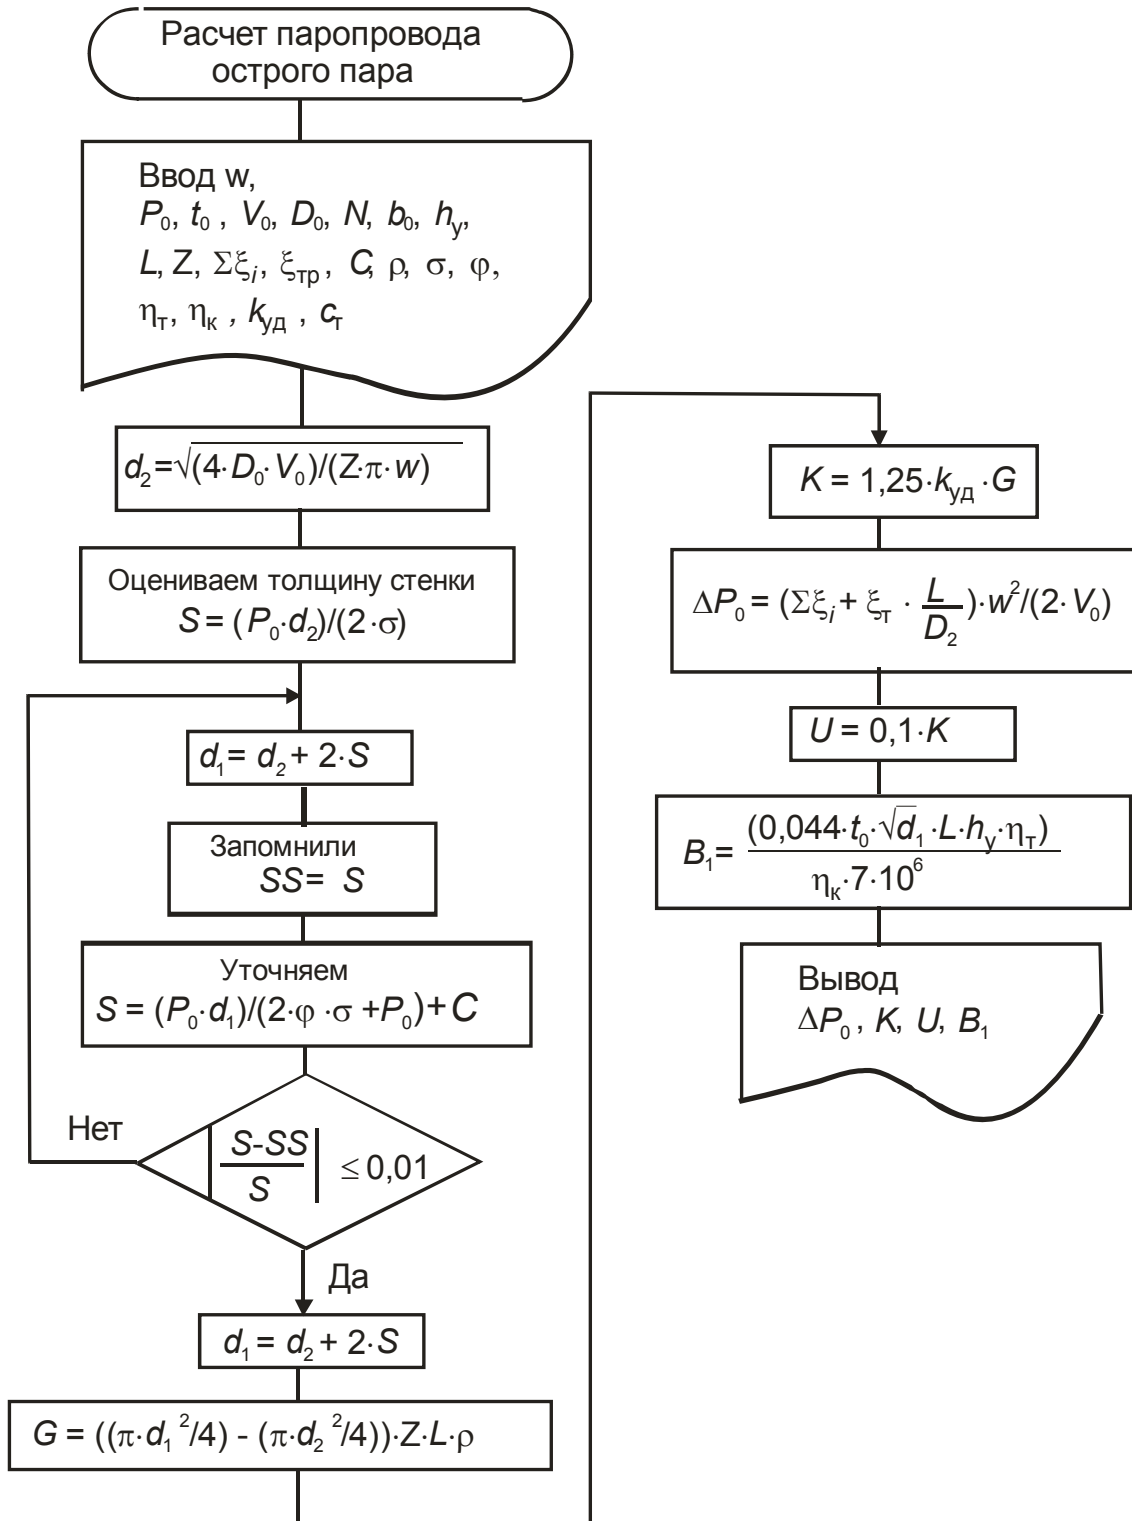 Расчет паропровода
острого пара
Ввод w,
P₀, t₀ , V₀, D₀, N, b₀, hу,
L, Z, Σξᵢ, ξтр, C, ρ, σ, φ,
ηт, ηк , kуд , cт
d₂=√(4·D₀·V₀)/(Z·π·w)
Оцениваем толщину стенки
S = (P₀·d₂)/(2·σ)
d₁= d₂+ 2·S
Запомнили
SS= S
Уточняем
S = (P₀·d₁)/(2·φ ·σ +P₀)+C
Нет
|(S-SS)/S| ≤ 0,01
Да
d₁ = d₂ + 2·S
G = ((π·d₁²/4) - (π·d₂²/4))·Z·L·ρ
K = 1,25·kуд ·G
ΔP₀ = (Σξᵢ + ξт · L/D₂)·w²/(2·V₀)
U = 0,1·K
B₁= (0,044·t₀·√d₁·L·hу·ηт)/ηк·7·10⁶
Вывод
ΔP₀ , K, U, B₁